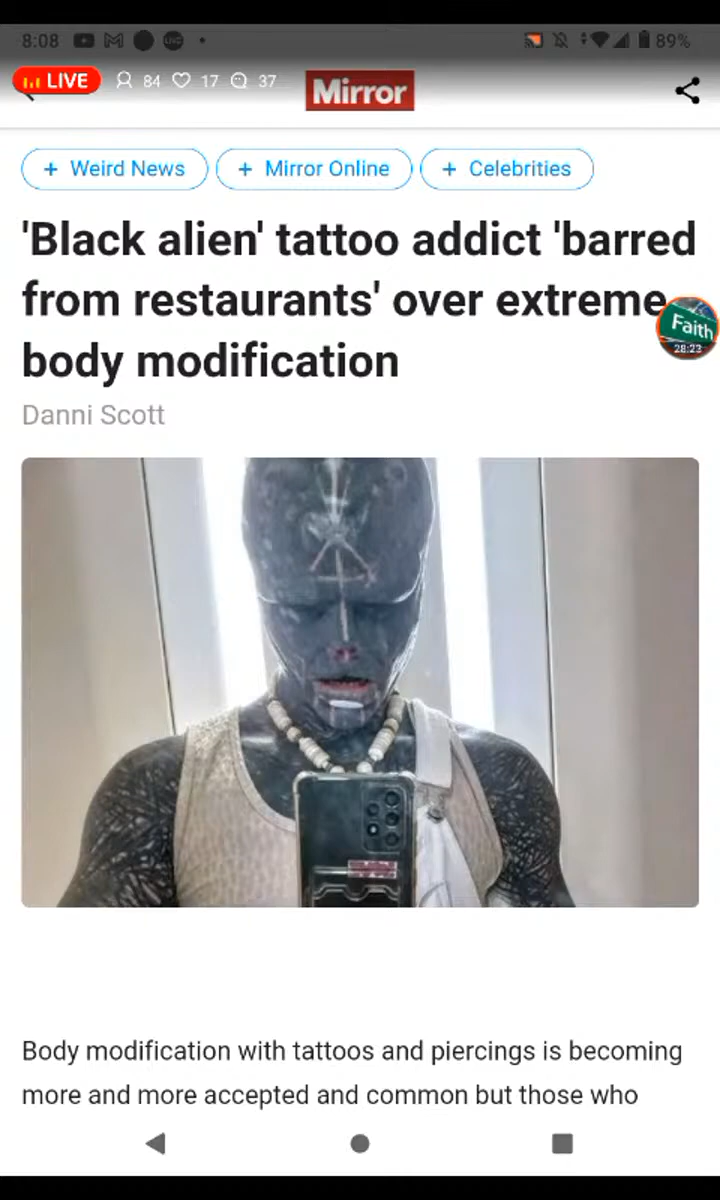 8:08
89%
LIVE 84 17 37
Mirror
+ Weird News + Mirror Online + Celebrities
'Black alien' tattoo addict 'barred
from restaurants' over extreme
body modification
Faith
28:23
Danni Scott
Body modification with tattoos and piercings is becoming
more and more accepted and common but those who